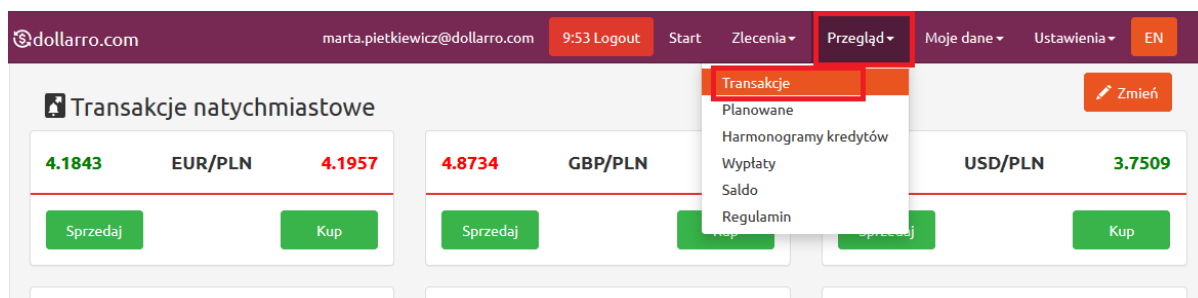 dollarro.com marta.pietkiewicz@dollarro.com 9:53 Logout Start Zlecenia Przegląd Moje dane Ustawienia EN
Transakcje
Planowane
Harmonogramy kredytów
Wypłaty
Saldo
Regulamin
Transakcje natychmiastowe
Zmień
4.1843 EUR/PLN 4.1957
Sprzedaj Kup
4.8734 GBP/PLN
Sprzedaj
USD/PLN 3.7509
Sprzedaj Kup